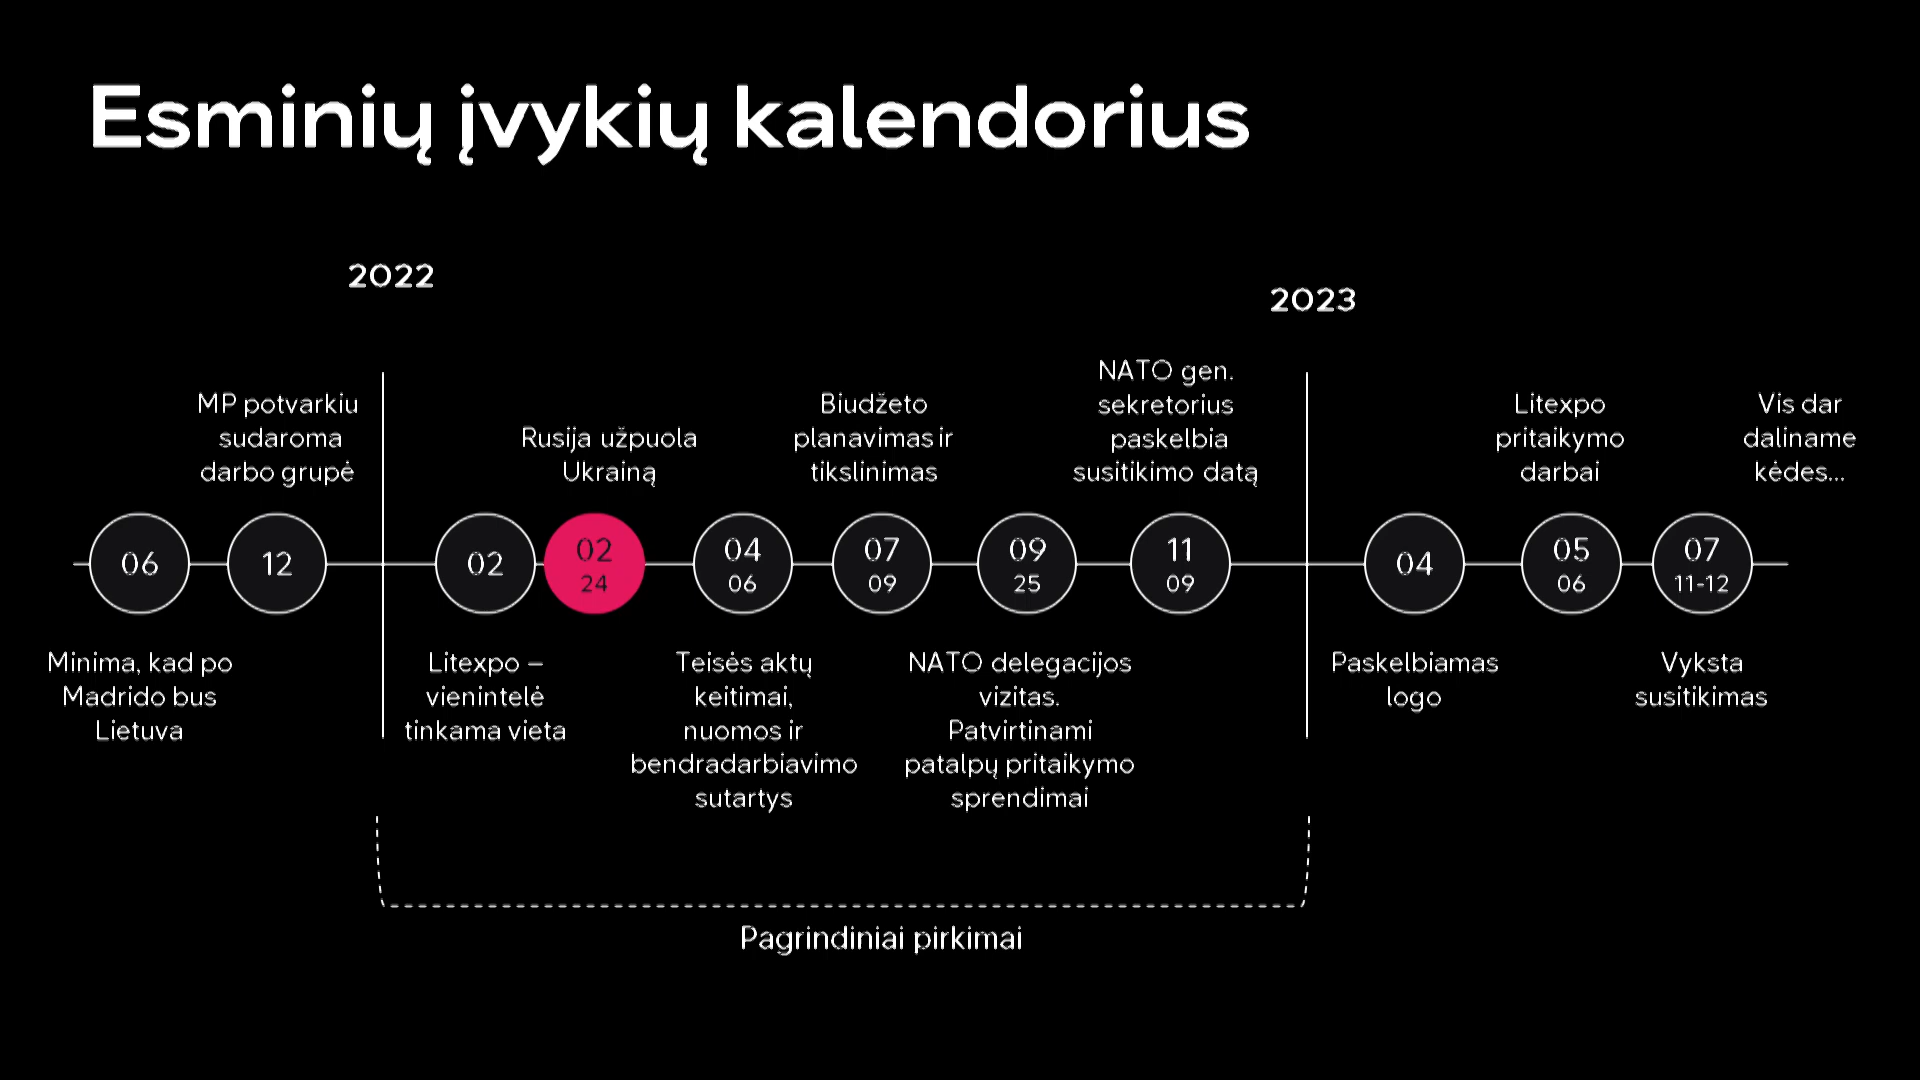 Esminių įvykių kalendorius
2022
2023
MP potvarkiu
sudaroma
darbo grupė
Rusija užpuola
Ukrainą
Biudžeto
planavimas ir
tikslinimas
NATO gen.
sekretorius
paskelbia
susitikimo datą
Litexpo
pritaikymo
darbai
Vis dar
daliname
kėdes...
06
12
02
02
24
04
06
07
09
09
25
11
09
04
05
06
07
11-12
Minima, kad po
Madrido bus
Lietuva
Litexpo –
vienintelė
tinkama vieta
Teisės aktų
keitimai,
nuomos ir
bendradarbiavimo
sutartys
NATO delegacijos
vizitas.
Patvirtinami
patalpų pritaikymo
sprendimai
Paskelbiamas
logo
Vyksta
susitikimas
Pagrindiniai pirkimai